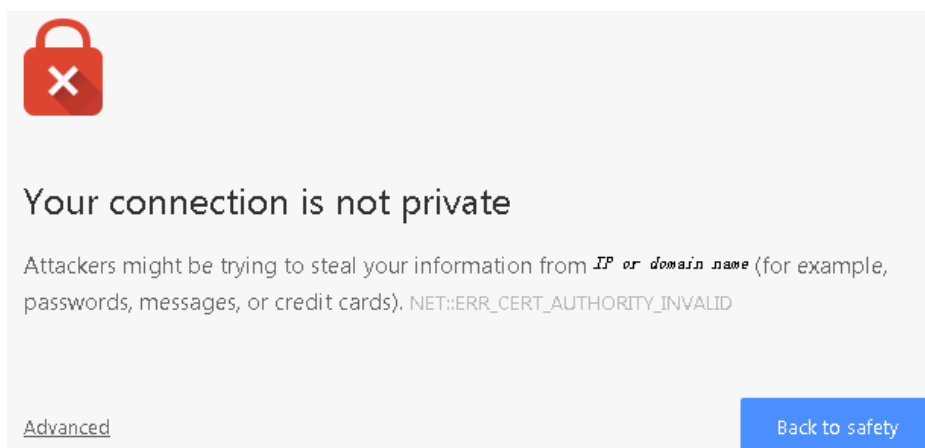 Your connection is not private
Attackers might be trying to steal your information from IP or domain name (for example,
passwords, messages, or credit cards). NET::ERR_CERT_AUTHORITY_INVALID
Advanced
Back to safety